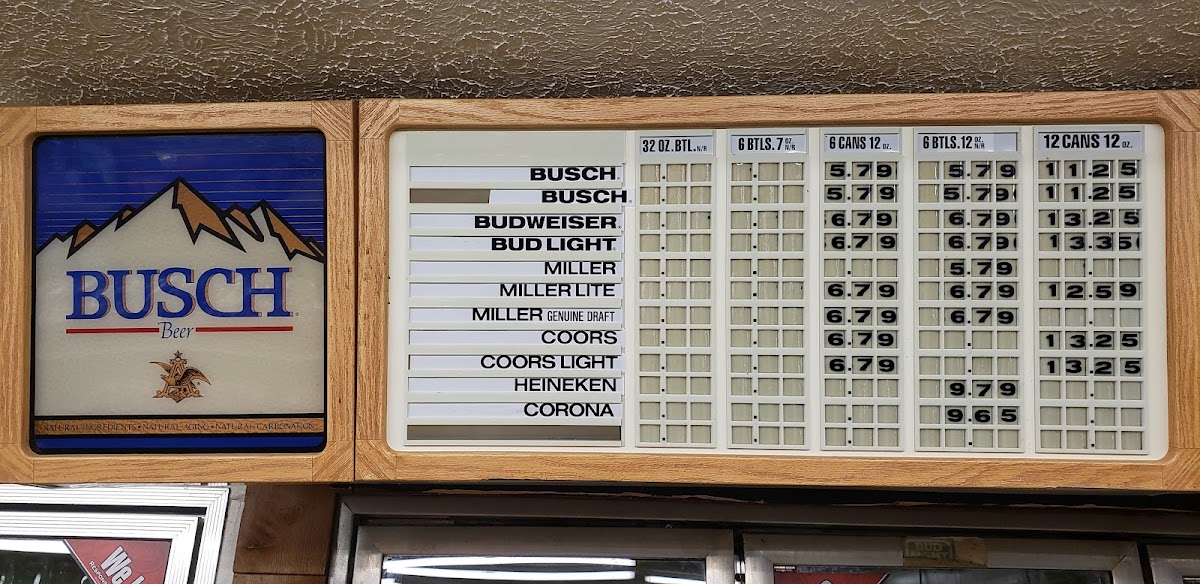 BUSCH
Beer
NATURAL INGREDIENTS • NATURAL AGING • NATURAL CARBONATION
32 OZ. BTL. N/R 6 BTLS. 7 OZ. N/R 6 CANS 12 OZ. 6 BTLS. 12 OZ. N/R 12 CANS 12 OZ.
BUSCH. . . 5.79 5.79 11.25
BUSCH. . . 5.79 5.79 11.25
BUDWEISER. . . 6.79 6.79 13.25
BUD LIGHT . . 6.79 6.79 13.35
MILLER . . . 5.79 .
MILLER LITE . . 6.79 6.79 12.59
MILLER GENUINE DRAFT . . 6.79 6.79 .
COORS . . 6.79 . 13.25
COORS LIGHT . . 6.79 . 13.25
HEINEKEN . . . 9.79 .
CORONA . . . 9.65 .
We
BUD LIGHT